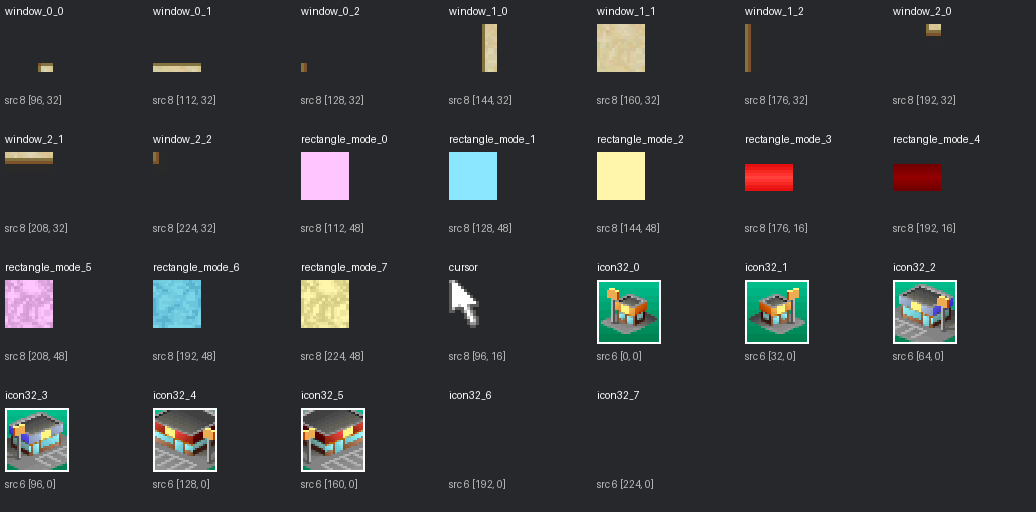 window_0_0 window_0_1 window_0_2 window_1_0 window_1_1 window_1_2 window_2_0
src 8 [96, 32] src 8 [112, 32] src 8 [128, 32] src 8 [144, 32] src 8 [160, 32] src 8 [176, 32] src 8 [192, 32]
window_2_1 window_2_2 rectangle_mode_0 rectangle_mode_1 rectangle_mode_2 rectangle_mode_3 rectangle_mode_4
src 8 [208, 32] src 8 [224, 32] src 8 [112, 48] src 8 [128, 48] src 8 [144, 48] src 8 [176, 16] src 8 [192, 16]
rectangle_mode_5 rectangle_mode_6 rectangle_mode_7 cursor icon32_0 icon32_1 icon32_2
src 8 [208, 48] src 8 [192, 48] src 8 [224, 48] src 8 [96, 16] src 6 [0, 0] src 6 [32, 0] src 6 [64, 0]
icon32_3 icon32_4 icon32_5 icon32_6 icon32_7
src 6 [96, 0] src 6 [128, 0] src 6 [160, 0] src 6 [192, 0] src 6 [224, 0]